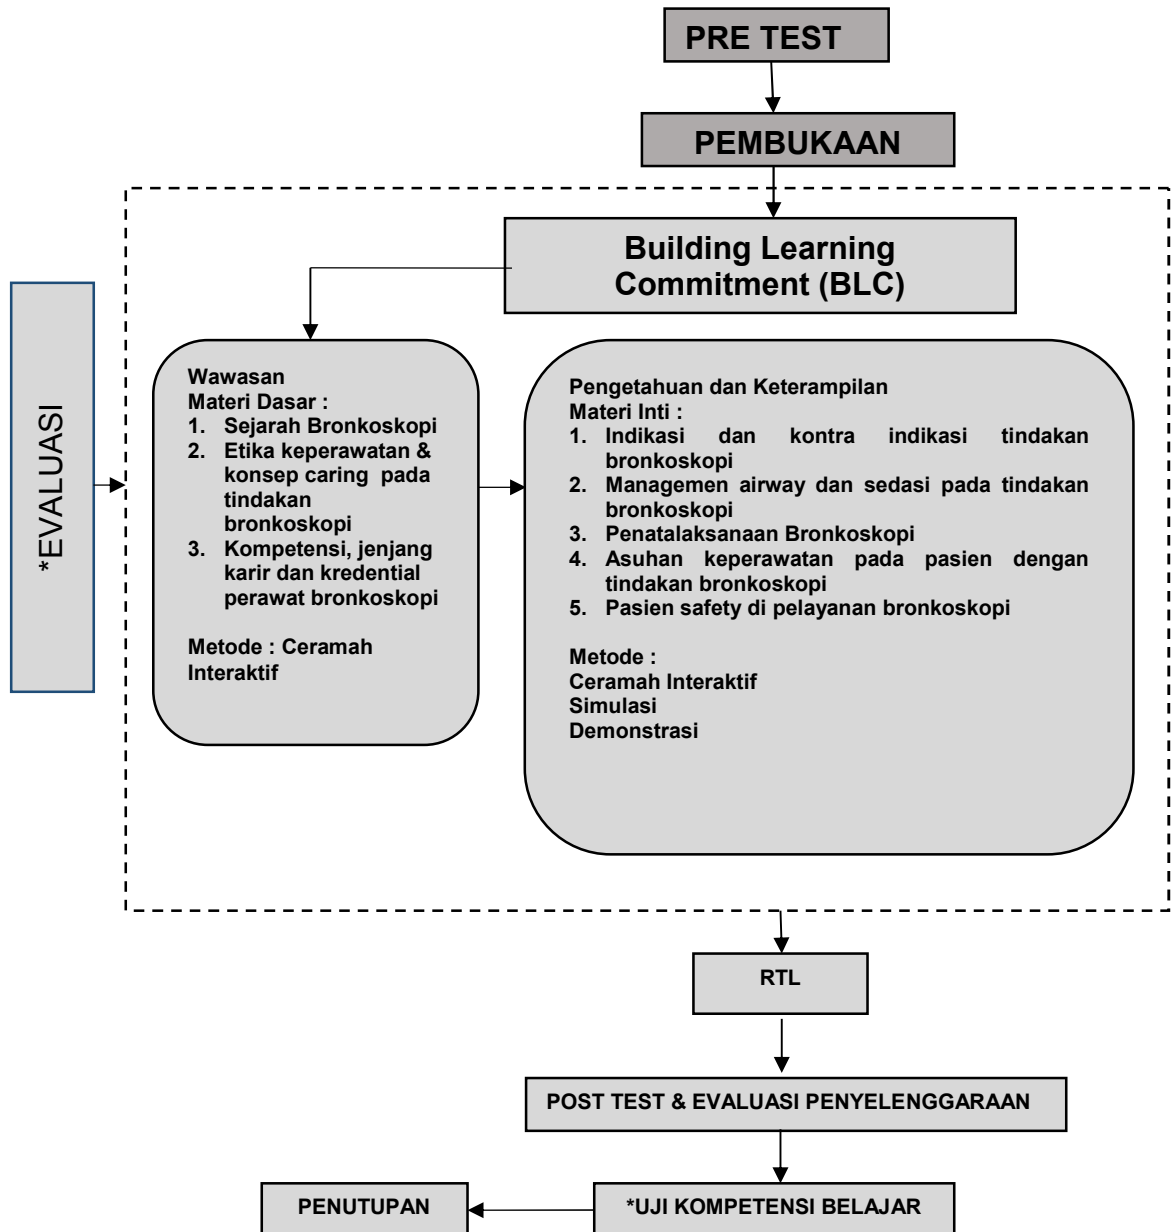 PRE TEST
PEMBUKAAN
Building Learning
Commitment (BLC)
*EVALUASI
Wawasan
Materi Dasar :
1. Sejarah Bronkoskopi
2. Etika keperawatan &
konsep caring pada
tindakan
bronkoskopi
3. Kompetensi, jenjang
karir dan kredential
perawat bronkoskopi
Metode : Ceramah
Interaktif
Pengetahuan dan Keterampilan
Materi Inti :
1. Indikasi dan kontra indikasi tindakan
bronkoskopi
2. Managemen airway dan sedasi pada tindakan
bronkoskopi
3. Penatalaksanaan Bronkoskopi
4. Asuhan keperawatan pada pasien dengan
tindakan bronkoskopi
5. Pasien safety di pelayanan bronkoskopi
Metode :
Ceramah Interaktif
Simulasi
Demonstrasi
RTL
POST TEST & EVALUASI PENYELENGGARAAN
PENUTUPAN
*UJI KOMPETENSI BELAJAR